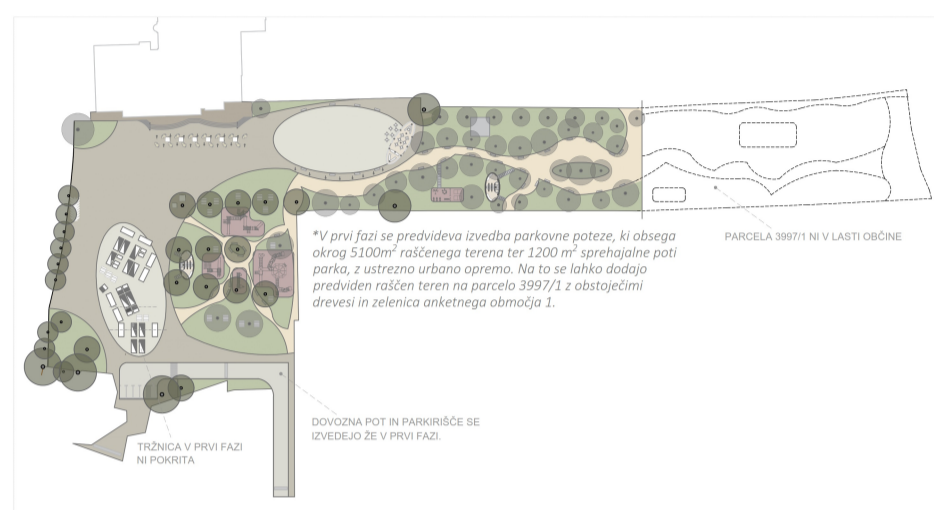 *V prvi fazi se predvideva izvedba parkovne poteze, ki obsega
okrog 5100m² raščenega terena ter 1200 m² sprehajalne poti
parka, z ustrezno urbano opremo. Na to se lahko dodajo
predviden raščen teren na parcelo 3997/1 z obstoječimi
drevesi in zelenica anketnega območja 1.
PARCELA 3997/1 NI V LASTI OBČINE
DOVOZNA POT IN PARKIRIŠČE SE
IZVEDEJO ŽE V PRVI FAZI.
TRŽNICA V PRVI FAZI
NI POKRITA